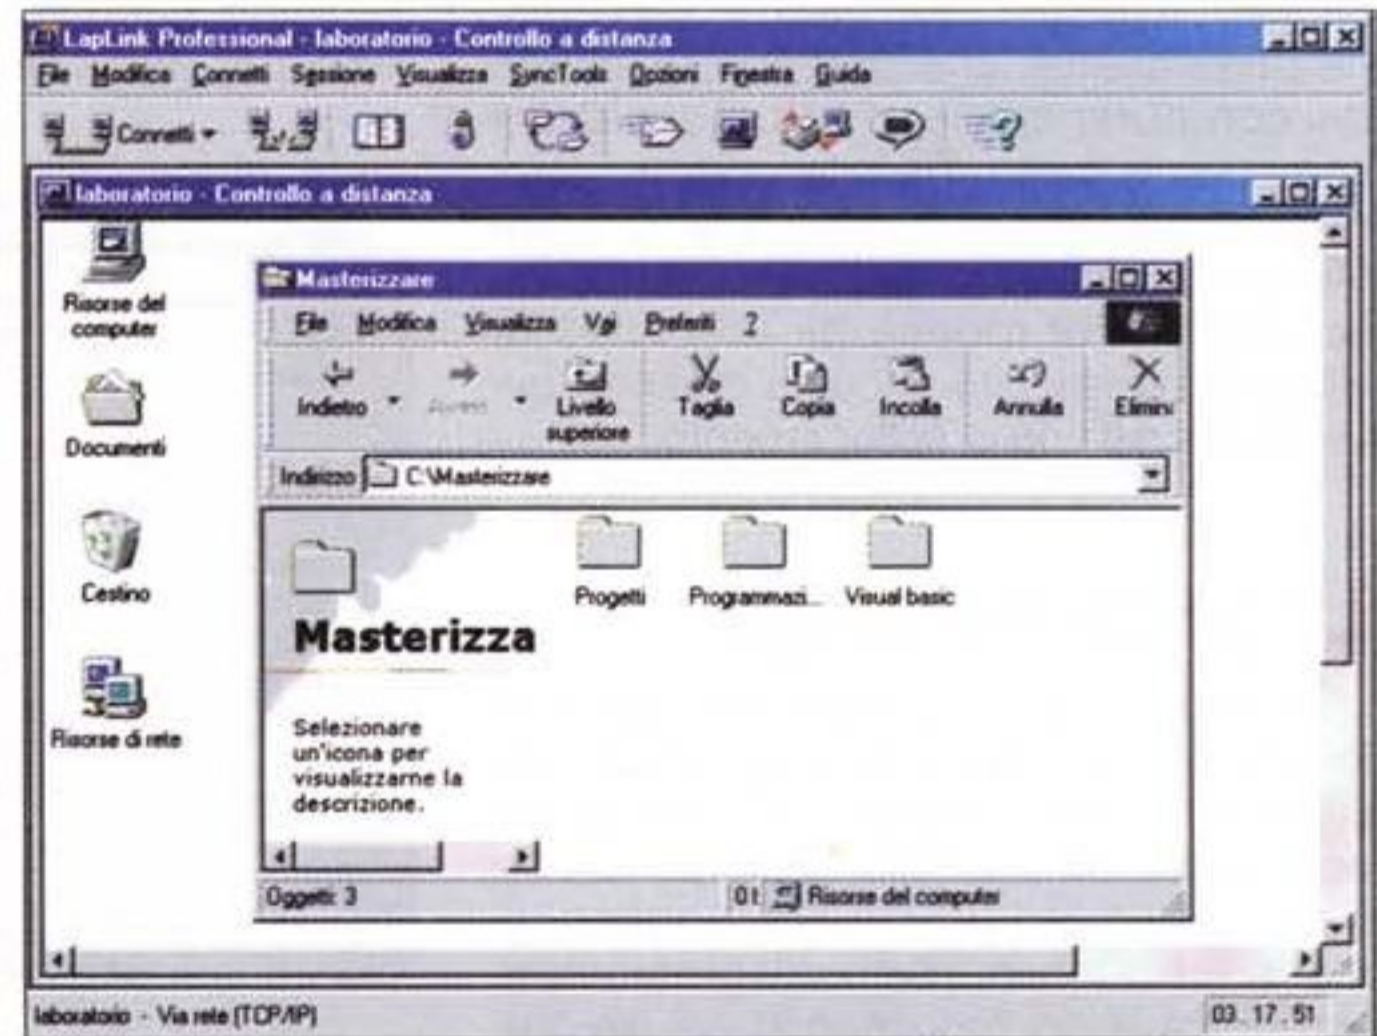 LapLink Professional - laboratorio - Controllo a distanza
File Modifica Connetti Sessione Visualizza SyncTools Opzioni Finestra Guida
Connetti
laboratorio - Controllo a distanza
Risorse del
computer
Documenti
Cestino
Risorse di rete
Masterizzare
File Modifica Visualizza Vai Preferiti ?
Indietro Avanti Livello
superiore Taglia Copia Incolla Annulla Elimina
Indirizzo C:\Masterizzare
Masterizza
Selezionare
un'icona per
visualizzarne la
descrizione.
Progetti Programmazi... Visual basic
Oggetti: 3 Risorse del computer
laboratorio - Via rete (TCP/IP) 03 . 17 . 51